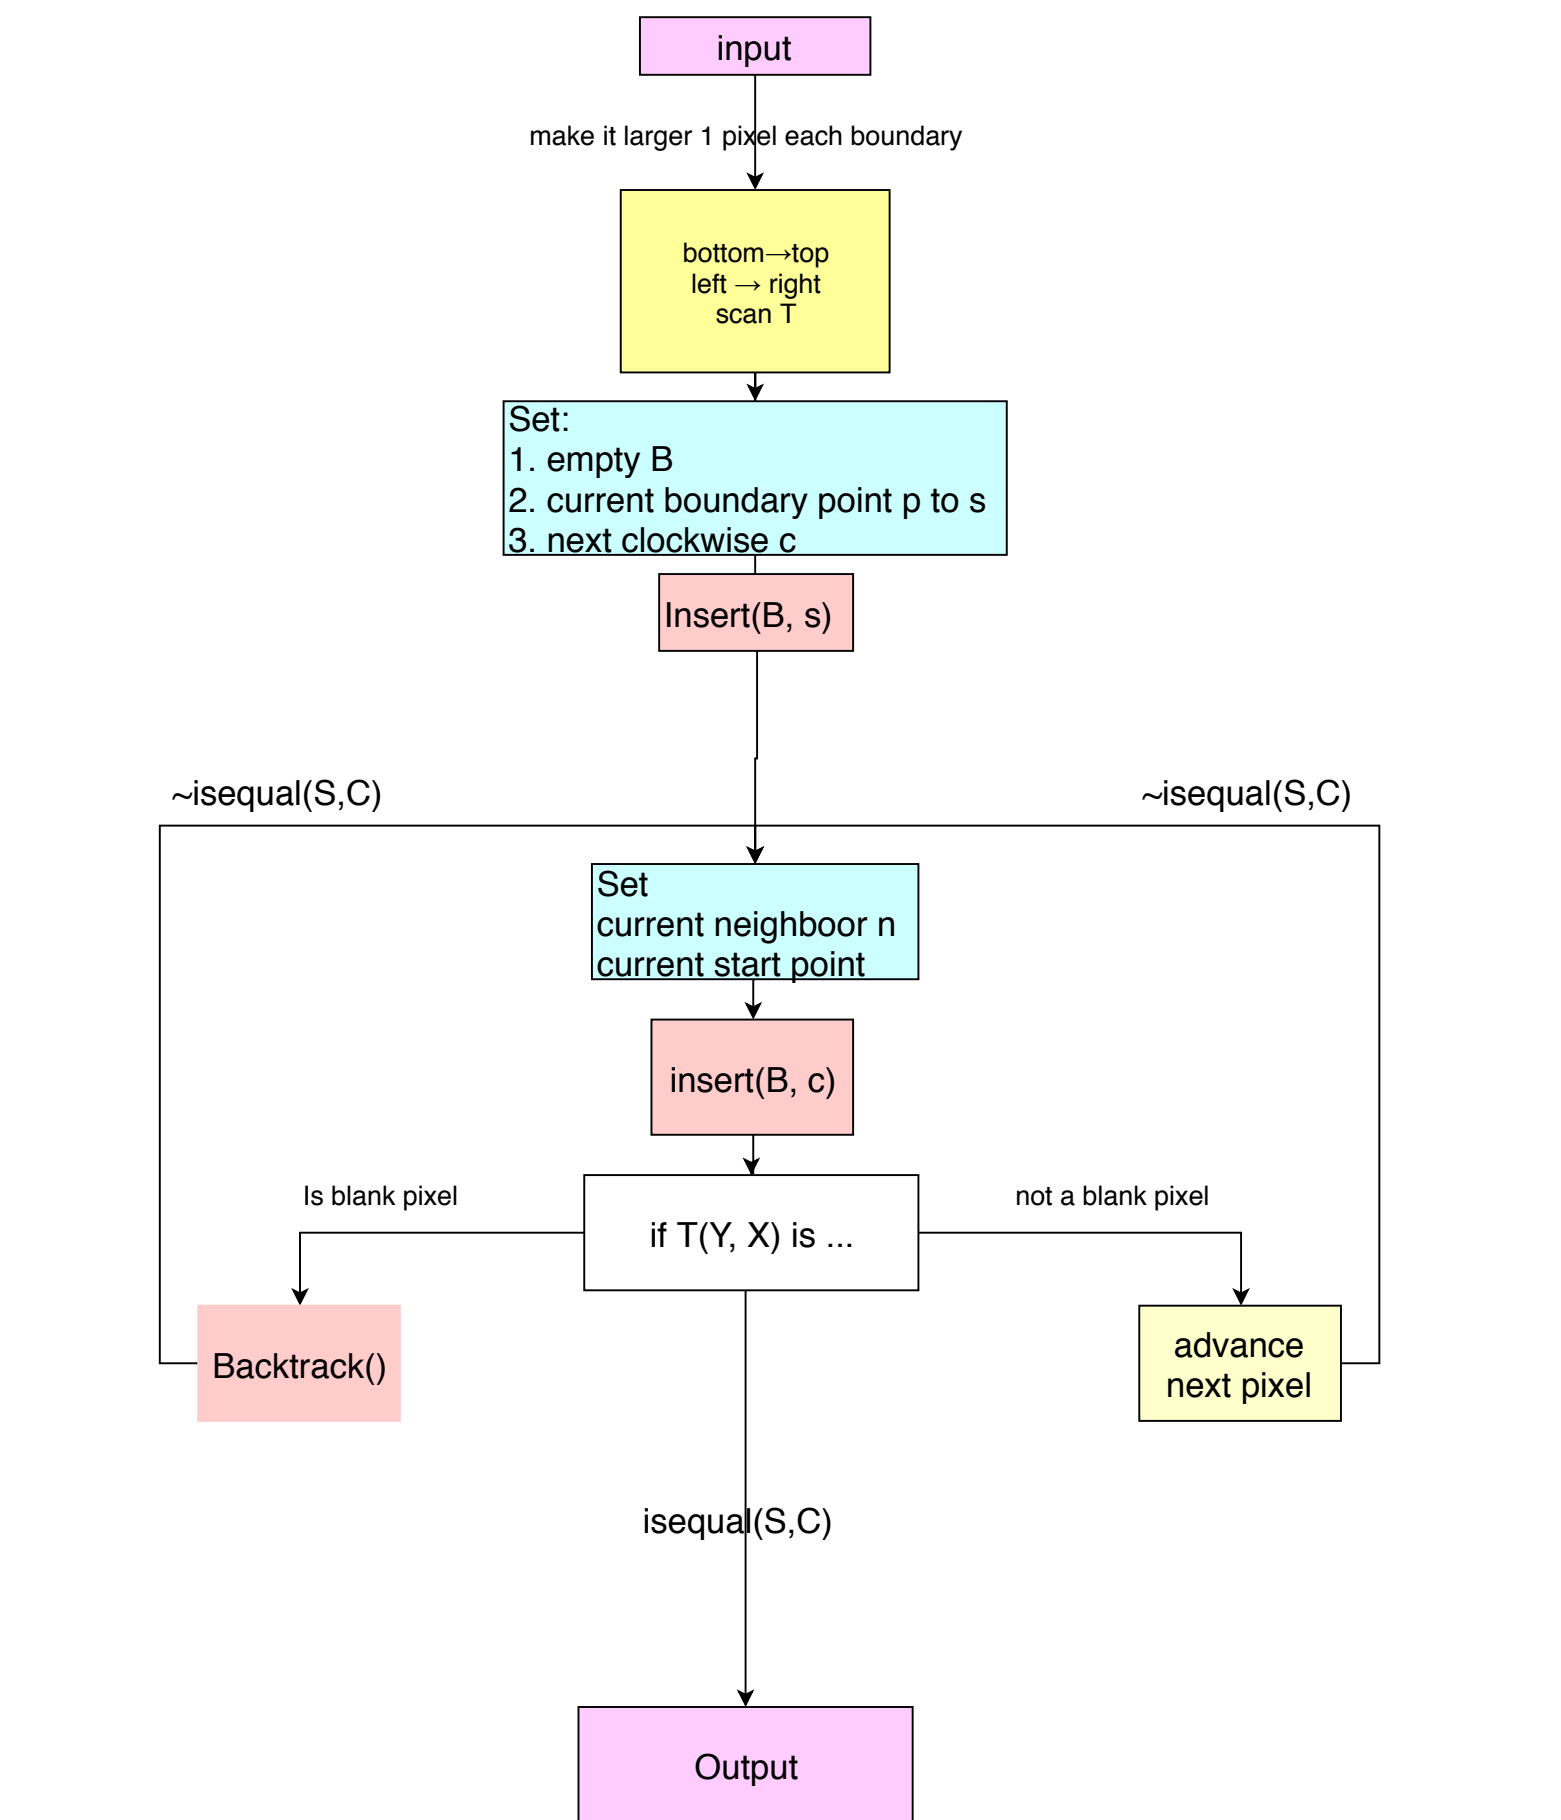 input
make it larger 1 pixel each boundary
bottom→top
left → right
scan T
Set:
1. empty B
2. current boundary point p to s
3. next clockwise c
Insert(B, s)
~isequal(S,C)
~isequal(S,C)
Set
current neighboor n
current start point
insert(B, c)
Is blank pixel
not a blank pixel
if T(Y, X) is ...
Backtrack()
advance
next pixel
isequal(S,C)
Output